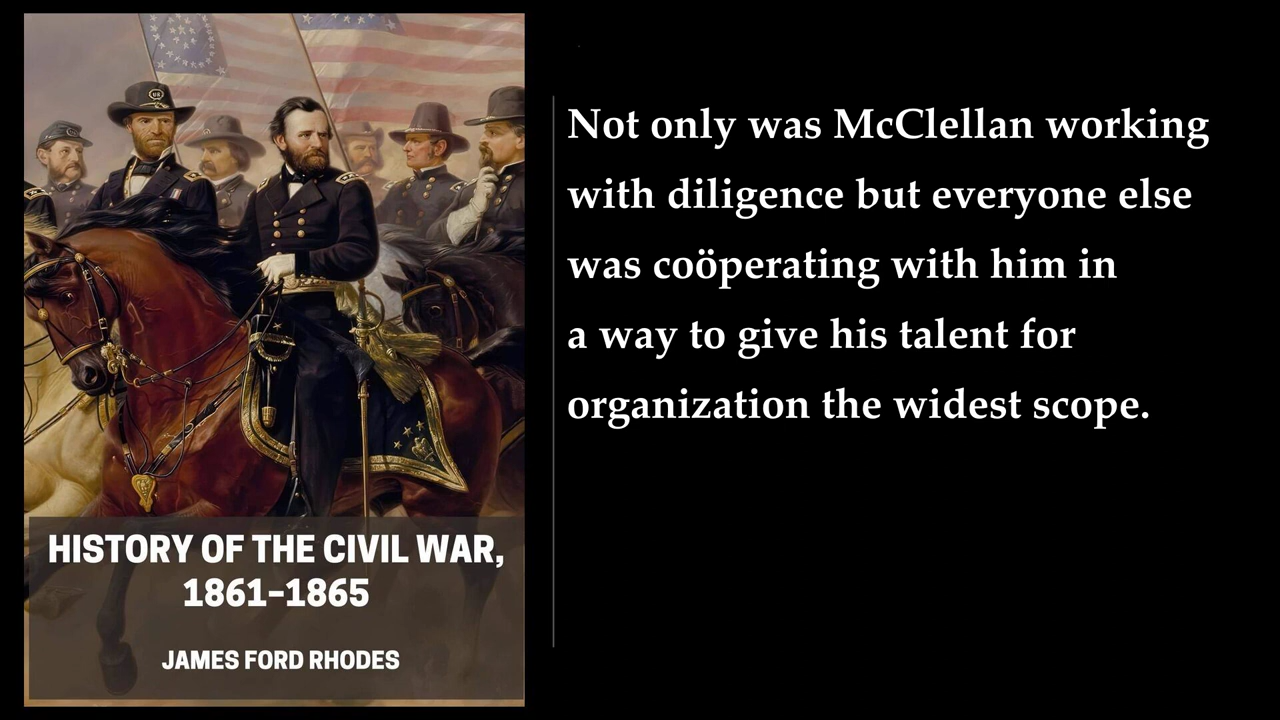 HISTORY OF THE CIVIL WAR,
1861–1865
JAMES FORD RHODES
Not only was McClellan working
with diligence but everyone else
was coöperating with him in
a way to give his talent for
organization the widest scope.